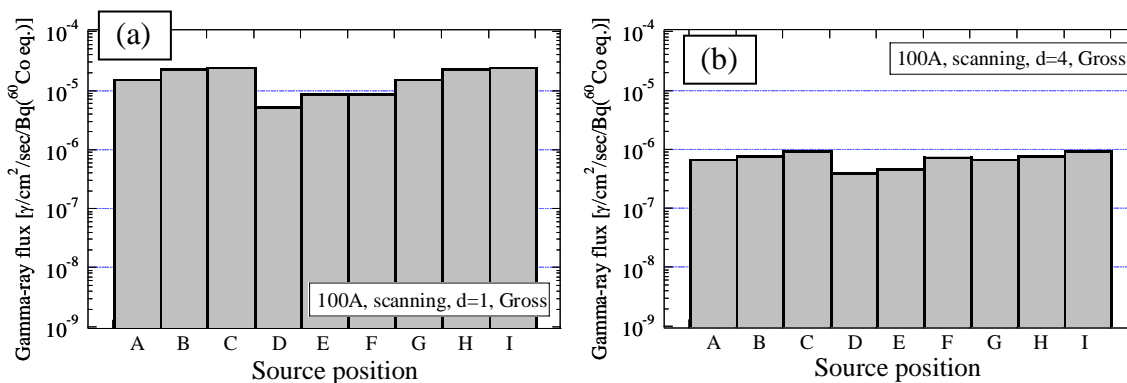 (a)
10⁻⁴
10⁻⁵
10⁻⁶
10⁻⁷
10⁻⁸
10⁻⁹
Gamma-ray flux [γ/cm²/sec/Bq(⁶⁰Co eq.)]
100A, scanning, d=1, Gross
A B C D E F G H I
Source position
(b)
100A, scanning, d=4, Gross
10⁻⁴
10⁻⁵
10⁻⁶
10⁻⁷
10⁻⁸
10⁻⁹
Gamma-ray flux [γ/cm²/sec/Bq(⁶⁰Co eq.)]
A B C D E F G H I
Source position